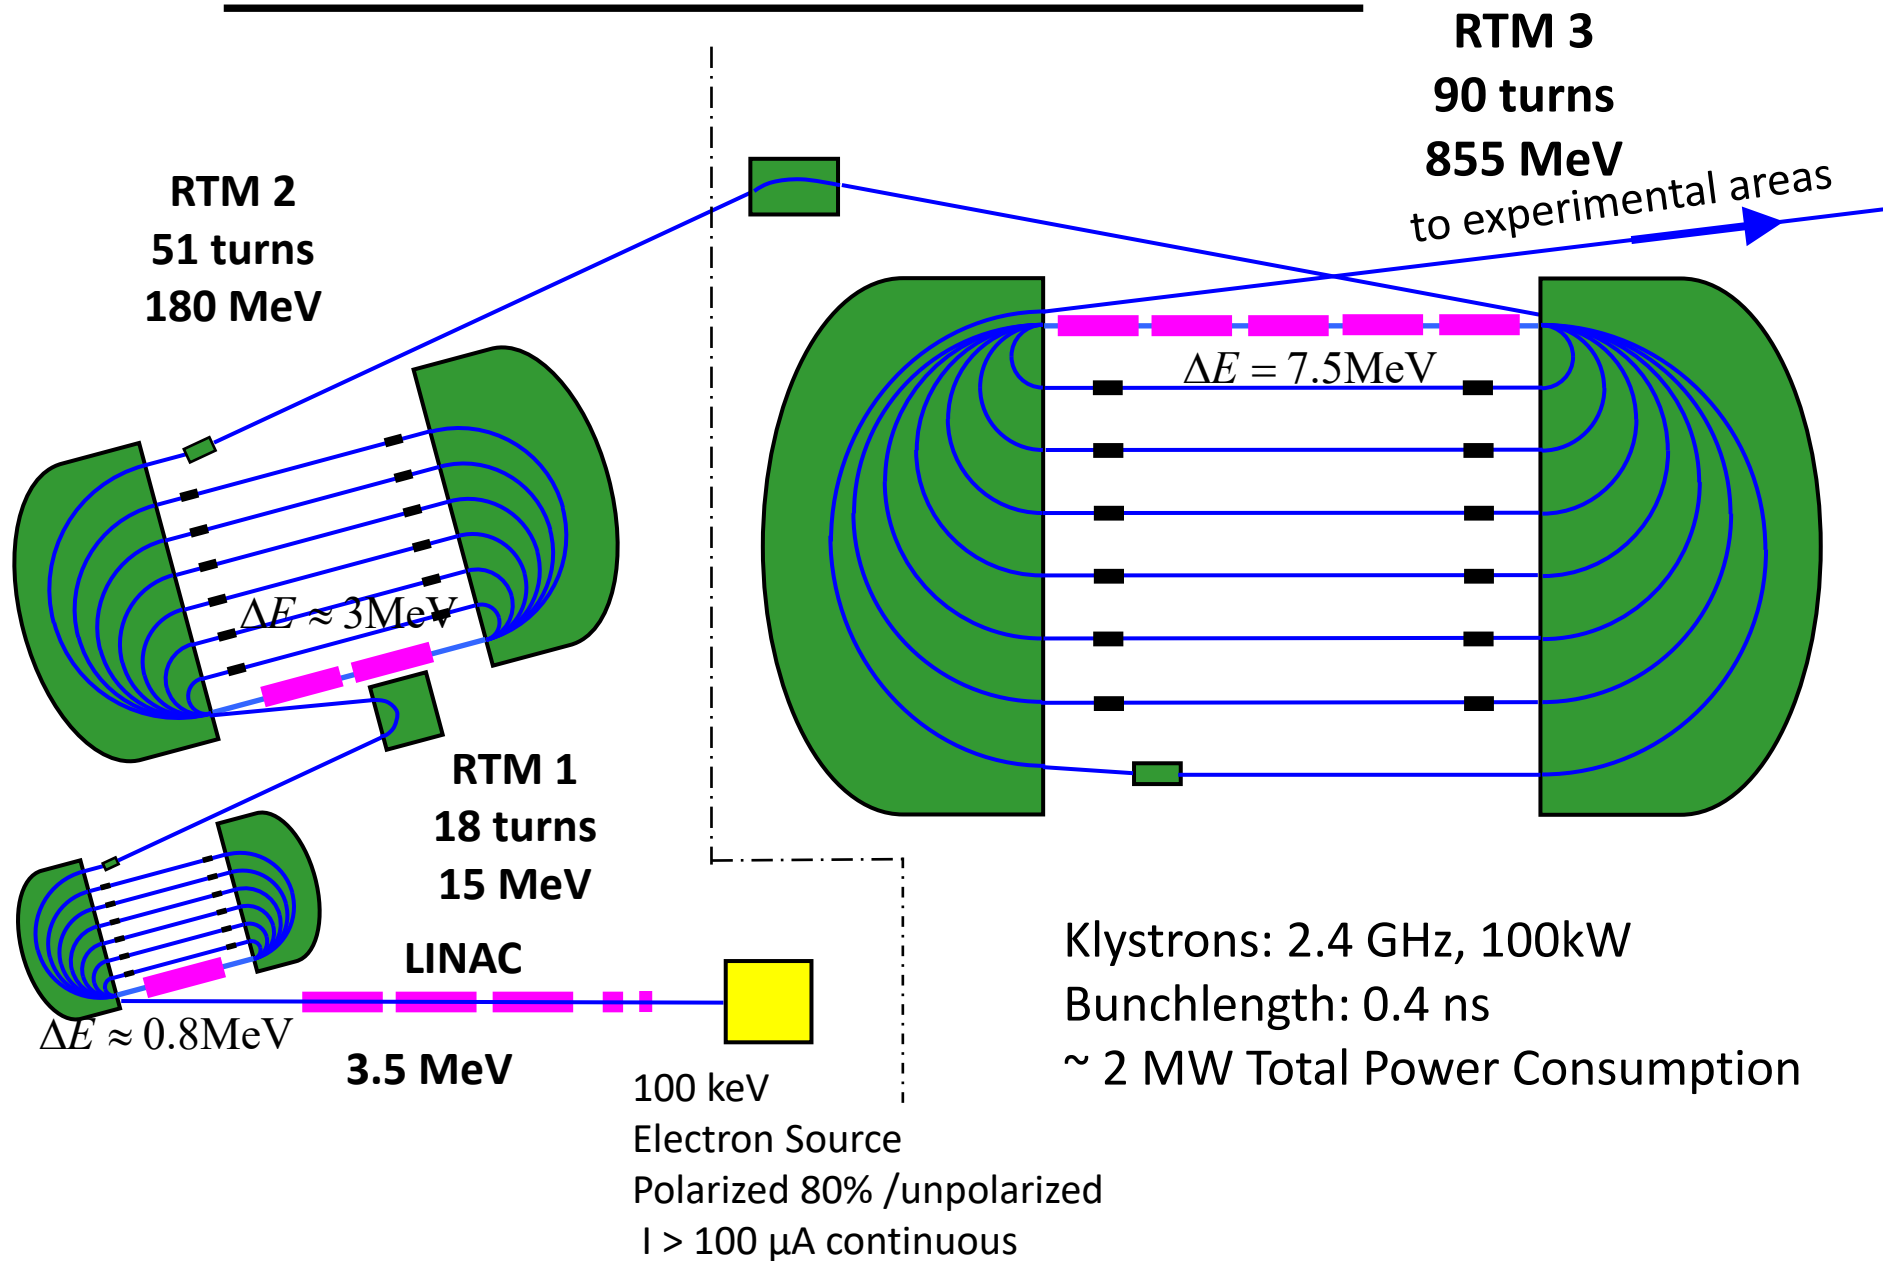 RTM 3
90 turns
855 MeV
to experimental areas
RTM 2
51 turns
180 MeV
ΔE = 7.5MeV
ΔE ≈ 3MeV
RTM 1
18 turns
15 MeV
LINAC
ΔE ≈ 0.8MeV
3.5 MeV
Klystrons: 2.4 GHz, 100kW
Bunchlength: 0.4 ns
~ 2 MW Total Power Consumption
100 keV
Electron Source
Polarized 80% /unpolarized
I > 100 µA continuous